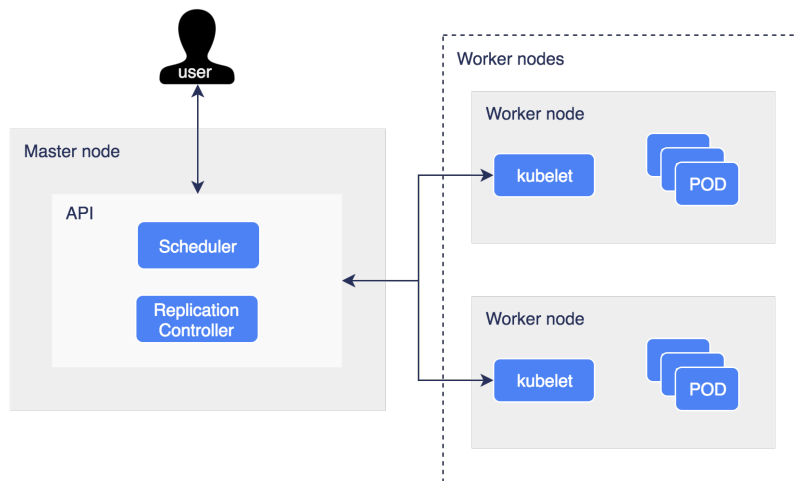 user
Master node
API
Scheduler
Replication
Controller
Worker nodes
Worker node
kubelet
POD
Worker node
kubelet
POD